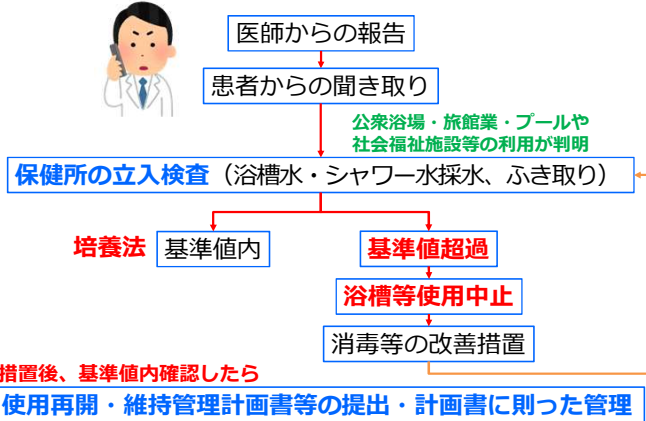 医師からの報告
患者からの聞き取り
公衆浴場・旅館業・プールや
社会福祉施設等の利用が判明
保健所の立入検査（浴槽水・シャワー水採水、ふき取り）
培養法 基準値内 基準値超過
浴槽等使用中止
消毒等の改善措置
措置後、基準値内確認したら
使用再開・維持管理計画書等の提出・計画書に則った管理